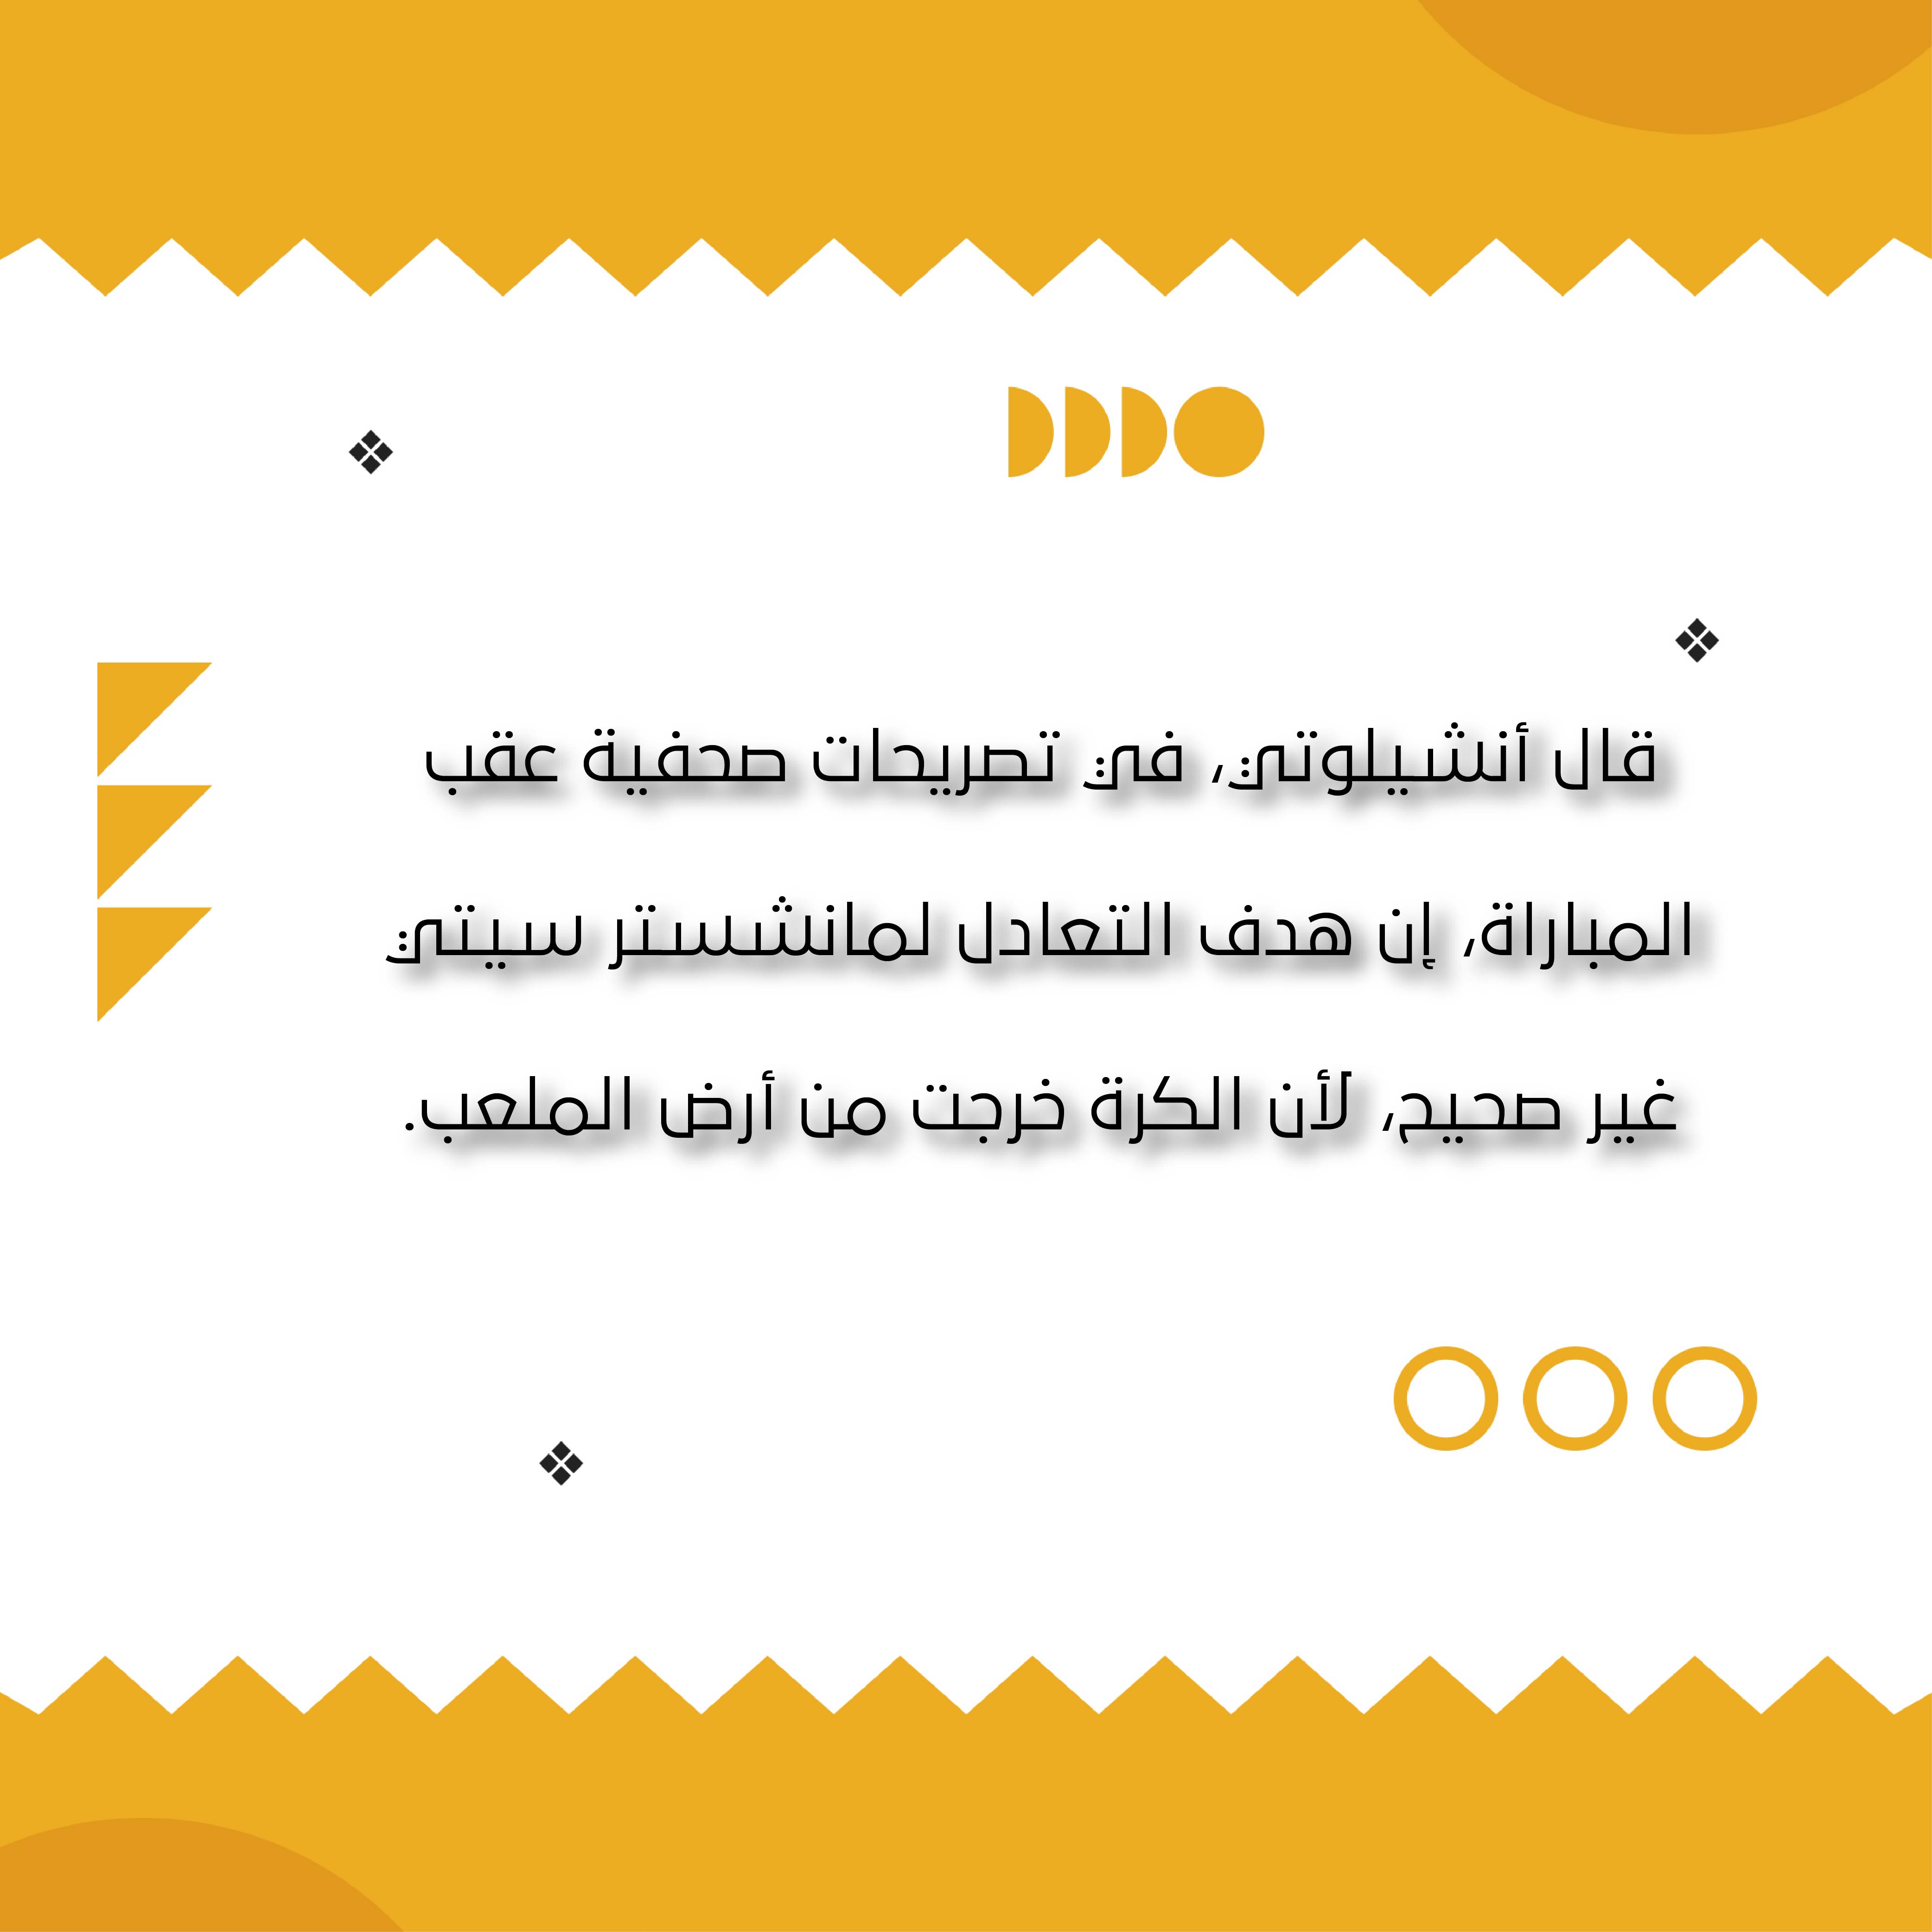 قال أنشيلوتي، في تصريحات صحفية عقب
المباراة، إن هدف التعادل لمانشستر سيتي
غير صحيح، لأن الكرة خرجت من أرض الملعب.